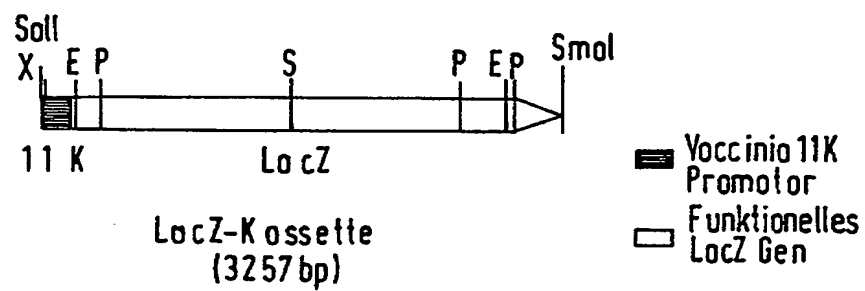 SalI SmaI
X E P S P E P
11 K LacZ
Vaccinia 11K
Promotor
Funktionelles
LacZ Gen
LacZ-Kassette
(3257 bp)